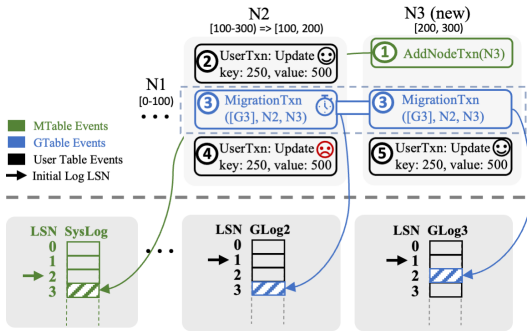 N2
[100-300) => [100, 200)
N3 (new)
[200, 300)
N1
[0-100)
2 UserTxn: Update
key: 250, value: 500
1 AddNodeTxn(N3)
3 MigrationTxn
([G3], N2, N3)
3 MigrationTxn
([G3], N2, N3)
4 UserTxn: Update
key: 250, value: 500
5 UserTxn: Update
key: 250, value: 500
MTable Events
GTable Events
User Table Events
Initial Log LSN
LSN SysLog
0
1
2
3
LSN GLog2
0
1
2
3
LSN GLog3
0
1
2
3